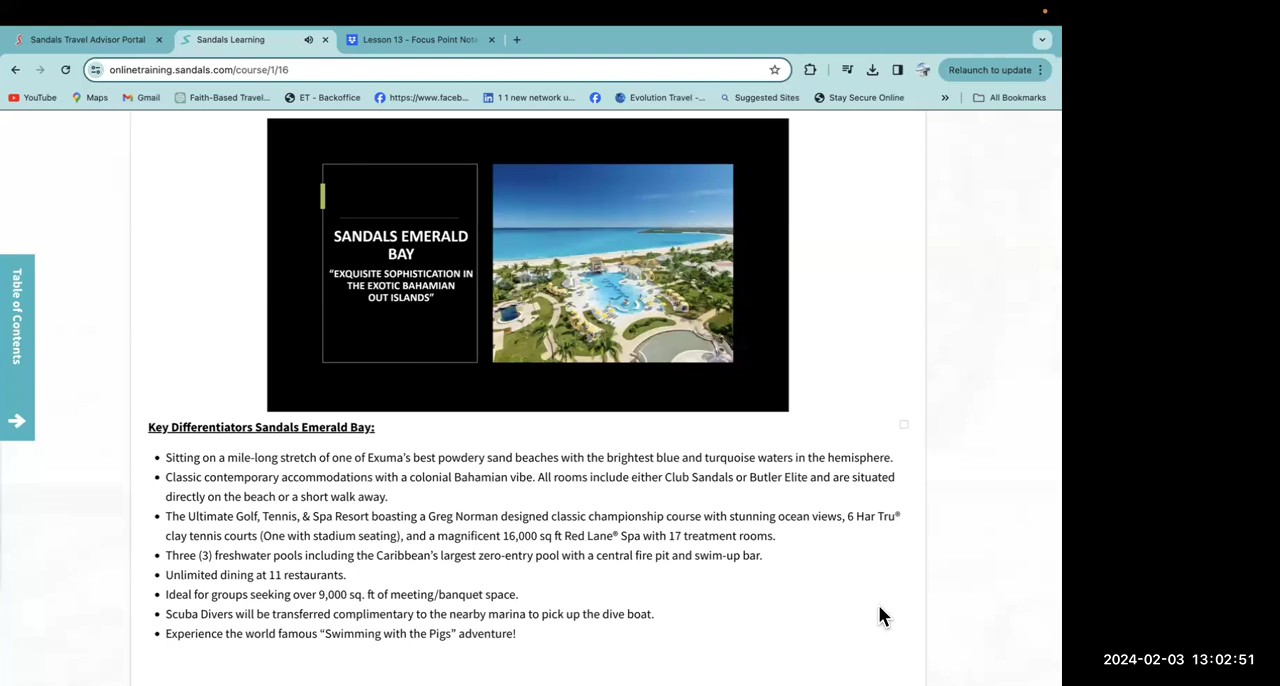 Sandals Travel Advisor Portal
Sandals Learning
Lesson 13 - Focus Point Not
onlinetraining.sandals.com/course/1/16
Relaunch to update
YouTube
Maps
Gmail
Faith-Based Travel...
ET - Backoffice
https://www.faceb...
1 1 new network u...
Evolution Travel -...
Suggested Sites
Stay Secure Online
»
All Bookmarks
SANDALS EMERALD
BAY
"EXQUISITE SOPHISTICATION IN
THE EXOTIC BAHAMIAN
OUT ISLANDS"
Table of Contents
Key Differentiators Sandals Emerald Bay:
• Sitting on a mile-long stretch of one of Exuma's best powdery sand beaches with the brightest blue and turquoise waters in the hemisphere.
• Classic contemporary accommodations with a colonial Bahamian vibe. All rooms include either Club Sandals or Butler Elite and are situated
directly on the beach or a short walk away.
• The Ultimate Golf, Tennis, & Spa Resort boasting a Greg Norman designed classic championship course with stunning ocean views, 6 Har Tru®
clay tennis courts (One with stadium seating), and a magnificent 16,000 sq ft Red Lane® Spa with 17 treatment rooms.
• Three (3) freshwater pools including the Caribbean's largest zero-entry pool with a central fire pit and swim-up bar.
• Unlimited dining at 11 restaurants.
• Ideal for groups seeking over 9,000 sq. ft of meeting/banquet space.
• Scuba Divers will be transferred complimentary to the nearby marina to pick up the dive boat.
• Experience the world famous "Swimming with the Pigs" adventure!
2024-02-03 13:02:51